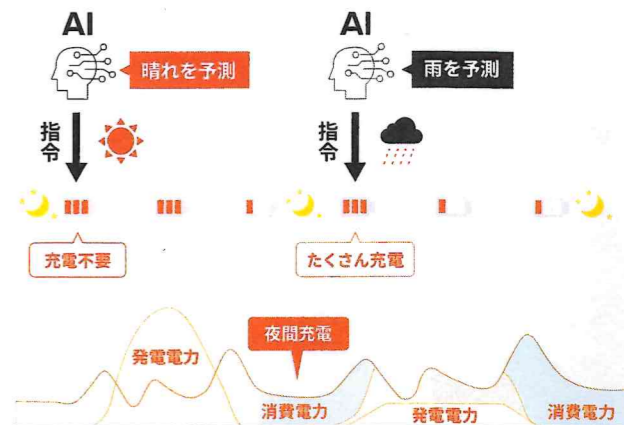 AI
晴れを予測
指令
充電不要
AI
雨を予測
指令
たくさん充電
発電電力
夜間充電
消費電力
発電電力
消費電力